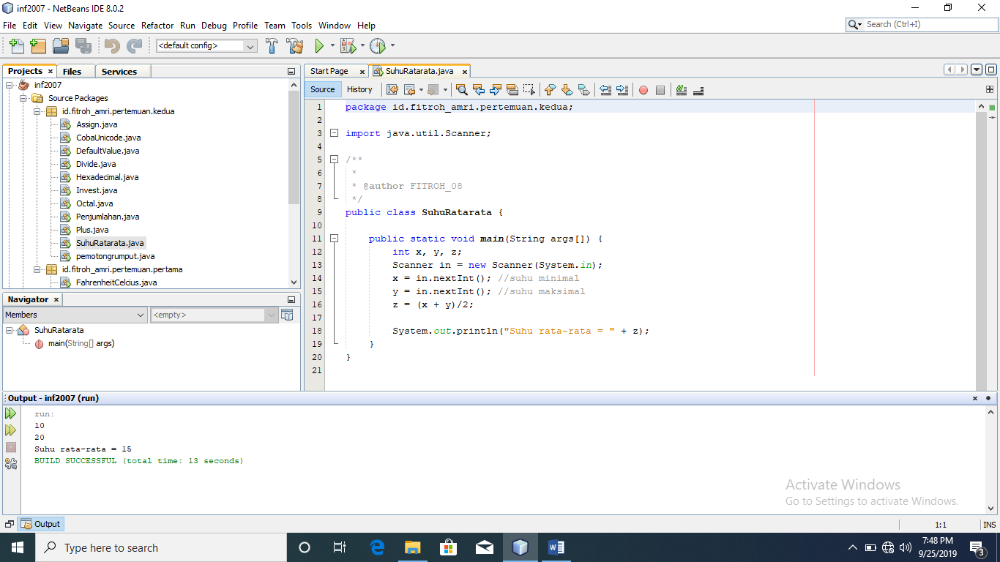 inf2007 - NetBeans IDE 8.0.2
File Edit View Navigate Source Refactor Run Debug Profile Team Tools Window Help
Search (Ctrl+I)
<default config>
Projects Files Services
inf2007
Source Packages
id.fitroh_amri.pertemuan.kedua
Assign.java
CobaUnicode.java
DefaultValue.java
Divide.java
Hexadecimal.java
Invest.java
Octal.java
Penjumlahan.java
Plus.java
SuhuRatarata.java
pemotongrumput.java
id.fitroh_amri.pertemuan.pertama
FahrenheitCelcius.java
Navigator
Members <empty>
SuhuRatarata
main(String[] args)
Start Page SuhuRatarata.java
Source History
1 package id.fitroh_amri.pertemuan.kedua;
2
3 import java.util.Scanner;
4
5 /**
6 *
7 * @author FITROH_08
8 */
9 public class SuhuRatarata {
10
11 public static void main(String args[]) {
12 int x, y, z;
13 Scanner in = new Scanner(System.in);
14 x = in.nextInt(); //suhu minimal
15 y = in.nextInt(); //suhu maksimal
16 z = (x + y)/2;
17
18 System.out.println("Suhu rata-rata = " + z);
19 }
20 }
21
Output - inf2007 (run)
run:
10
20
Suhu rata-rata = 15
BUILD SUCCESSFUL (total time: 13 seconds)
Activate Windows
Go to Settings to activate Windows.
Output
1:1 INS
Type here to search
7:48 PM
9/25/2019
3